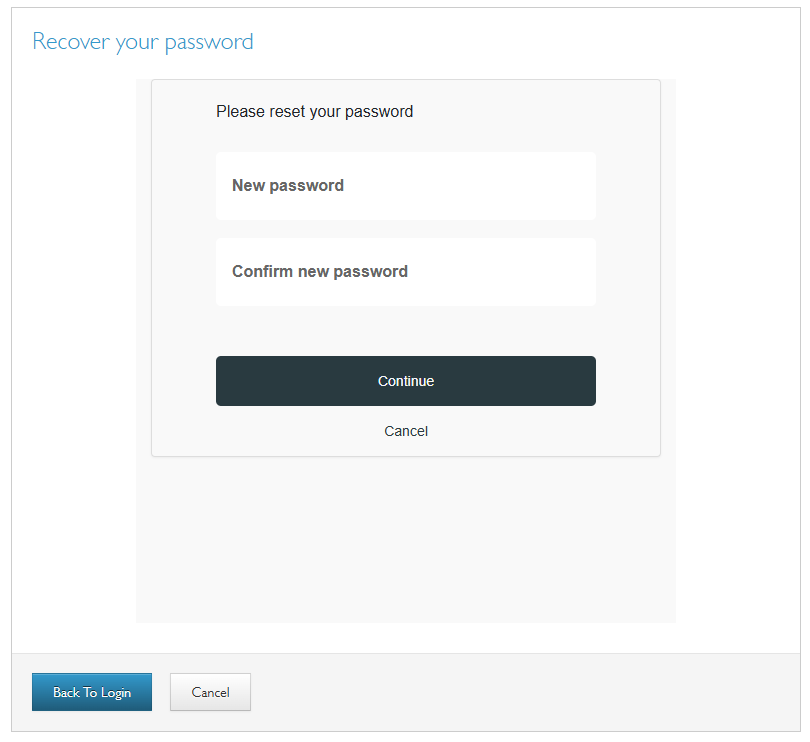 Recover your password
Please reset your password
New password
Confirm new password
Continue
Cancel
Back To Login
Cancel